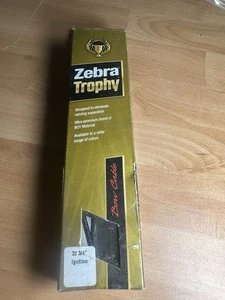 Zebra
Trophy
Designed to eliminate
serving separation
Ultra-premium blend of
BCY Material
Available in a wide
range of colors
Bow Cable
32 3/4"
Ignition